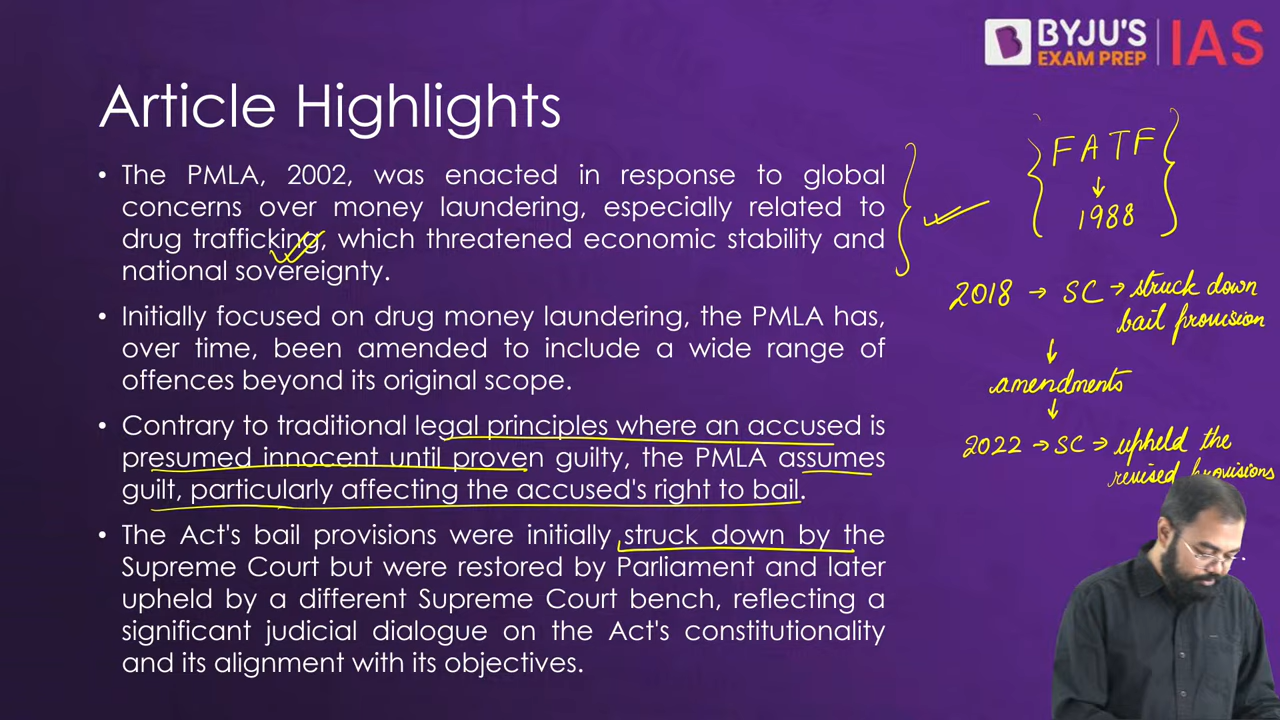 BYJU'S
EXAM PREP
IAS
Article Highlights
• The PMLA, 2002, was enacted in response to global
concerns over money laundering, especially related to
drug trafficking, which threatened economic stability and
national sovereignty.
• Initially focused on drug money laundering, the PMLA has,
over time, been amended to include a wide range of
offences beyond its original scope.
• Contrary to traditional legal principles where an accused is
presumed innocent until proven guilty, the PMLA assumes
guilt, particularly affecting the accused's right to bail.
• The Act's bail provisions were initially struck down by the
Supreme Court but were restored by Parliament and later
upheld by a different Supreme Court bench, reflecting a
significant judicial dialogue on the Act's constitutionality
and its alignment with its objectives.
FATF
↓
1988
2018 → SC → struck down
bail provision
↓
amendments
↓
2022 → SC → upheld the
revised provisions